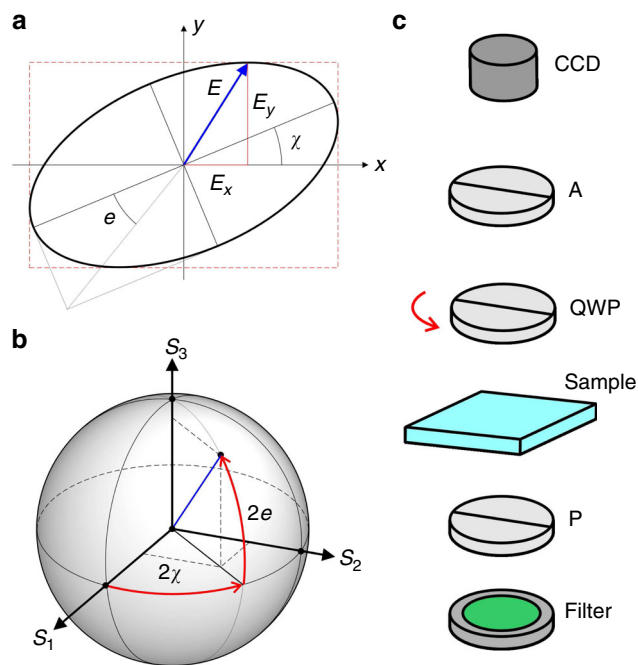 a
y
E
E_y
χ
x
E_x
e
b
S_3
2e
S_2
2χ
S_1
c
CCD
A
QWP
Sample
P
Filter